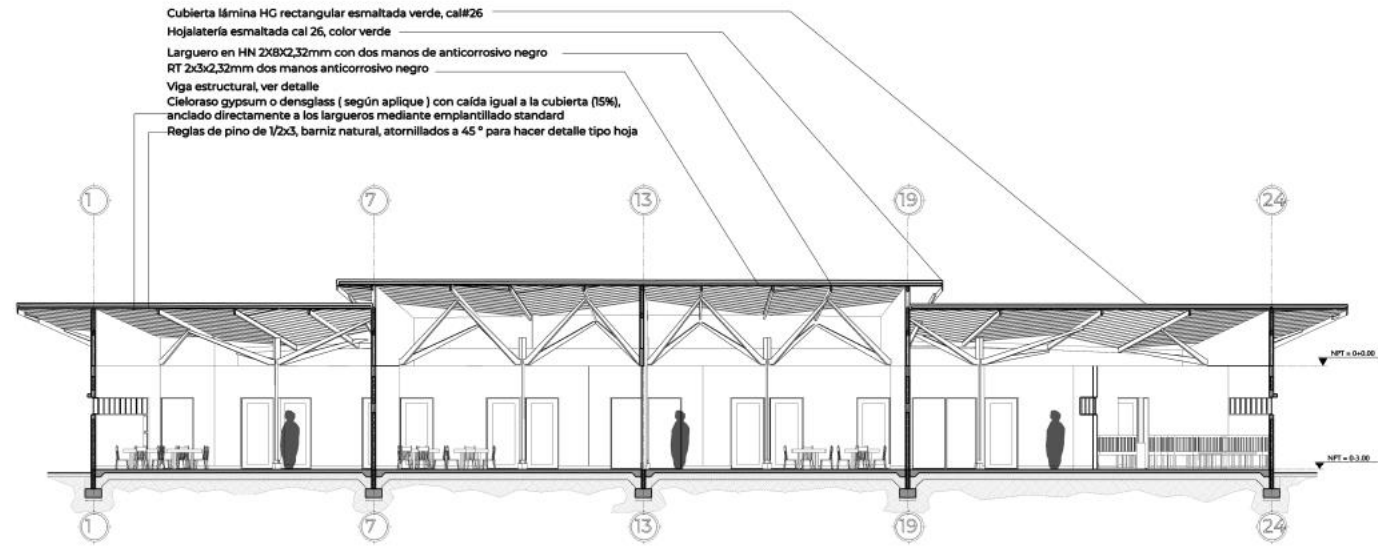 Cubierta lámina HG rectangular esmaltada verde, cal#26
Hojalatería esmaltada cal 26, color verde
Larguero en HN 2X8X2,32mm con dos manos de anticorrosivo negro
RT 2x3x2,32mm dos manos anticorrosivo negro
Viga estructural, ver detalle
Cieloraso gypsum o densglass ( según aplique ) con caída igual a la cubierta (15%),
anclado directamente a los largueros mediante emplantillado standard
Reglas de pino de 1/2x3, barniz natural, atornillados a 45 º para hacer detalle tipo hoja
1 7 13 19 24
NPT = 0+0.00
NPT = 0-3.00
1 7 13 19 24